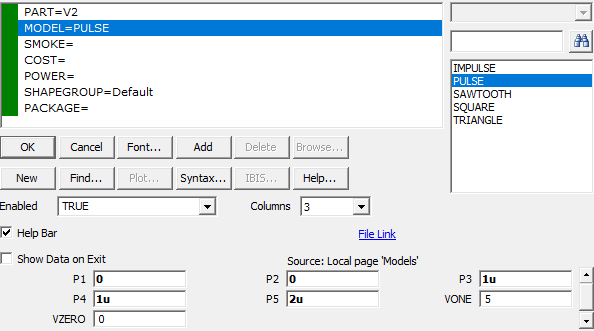 PART=V2
MODEL=PULSE
SMOKE=
COST=
POWER=
SHAPEGROUP=Default
PACKAGE=
IMPULSE
PULSE
SAWTOOTH
SQUARE
TRIANGLE
OK Cancel Font... Add Delete Browse...
New Find... Plot... Syntax... IBIS... Help...
Enabled TRUE Columns 3
Help Bar File Link
Show Data on Exit Source: Local page 'Models'
P1 0 P2 0 P3 1u
P4 1u P5 2u VONE 5
VZERO 0